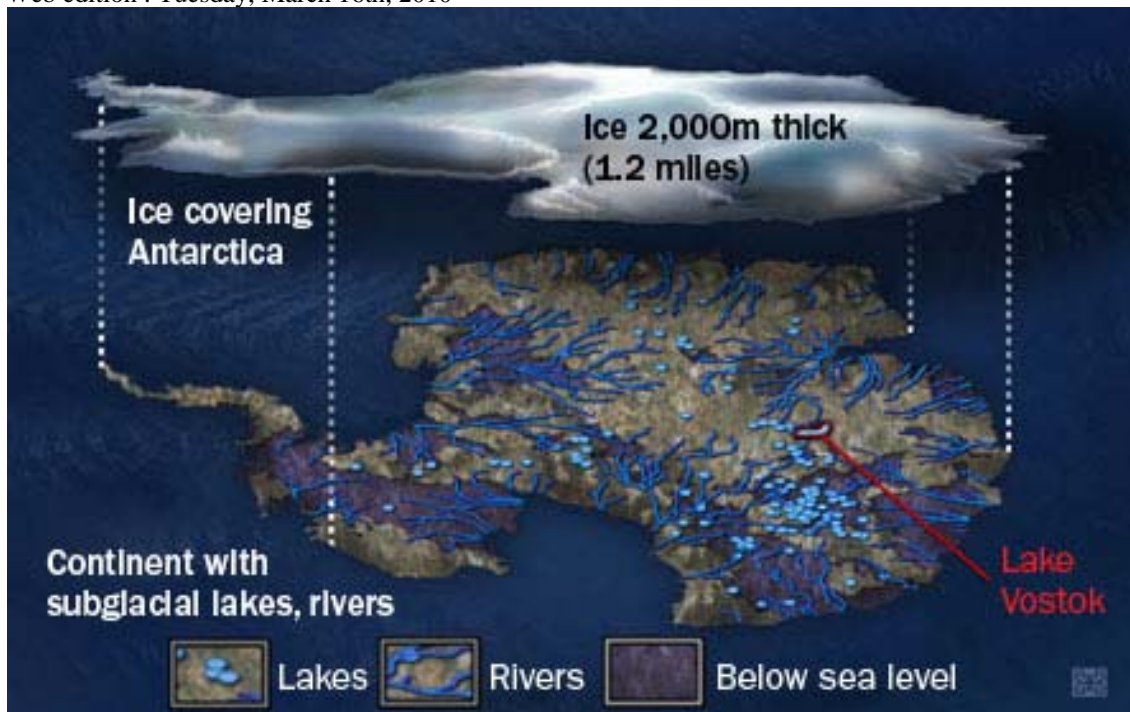 Ice 2,000m thick
(1.2 miles)
Ice covering
Antarctica
Continent with
subglacial lakes, rivers
Lake
Vostok
Lakes
Rivers
Below sea level